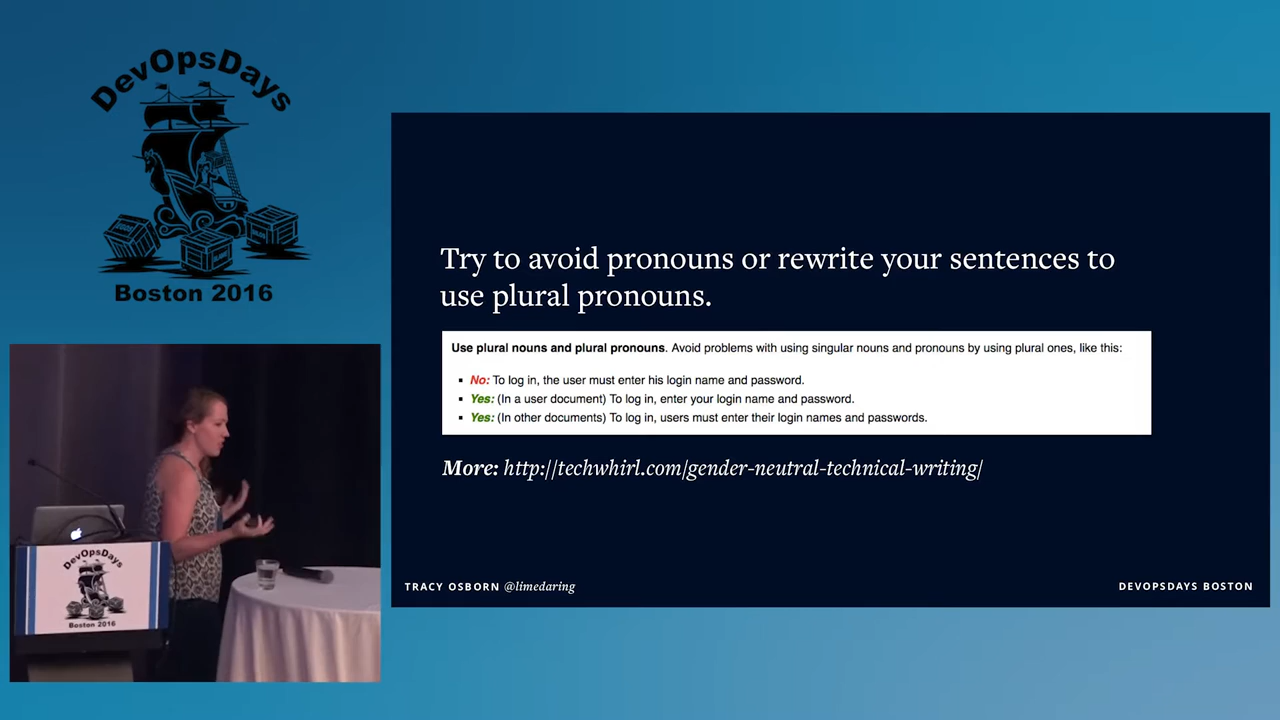 DevOpsDays
Boston 2016
Try to avoid pronouns or rewrite your sentences to
use plural pronouns.
Use plural nouns and plural pronouns. Avoid problems with using singular nouns and pronouns by using plural ones, like this:
No: To log in, the user must enter his login name and password.
Yes: (In a user document) To log in, enter your login name and password.
Yes: (In other documents) To log in, users must enter their login names and passwords.
More: http://techwhirl.com/gender-neutral-technical-writing/
TRACY OSBORN @limedaring
DEVOPSDAYS BOSTON
DevOpsDays
Boston 2016